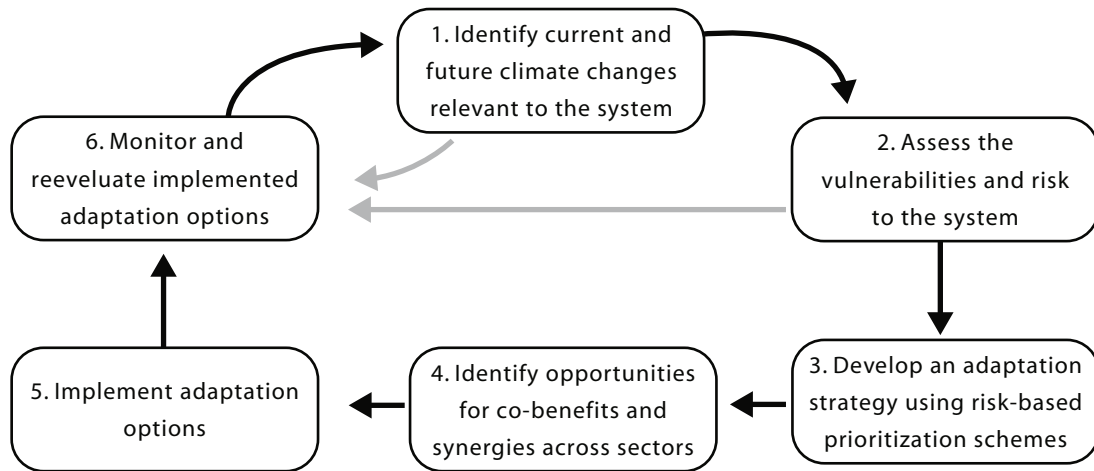 1. Identify current and
future climate changes
relevant to the system
2. Assess the
vulnerabilities and risk
to the system
3. Develop an adaptation
strategy using risk-based
prioritization schemes
4. Identify opportunities
for co-benefits and
synergies across sectors
5. Implement adaptation
options
6. Monitor and
reeveluate implemented
adaptation options